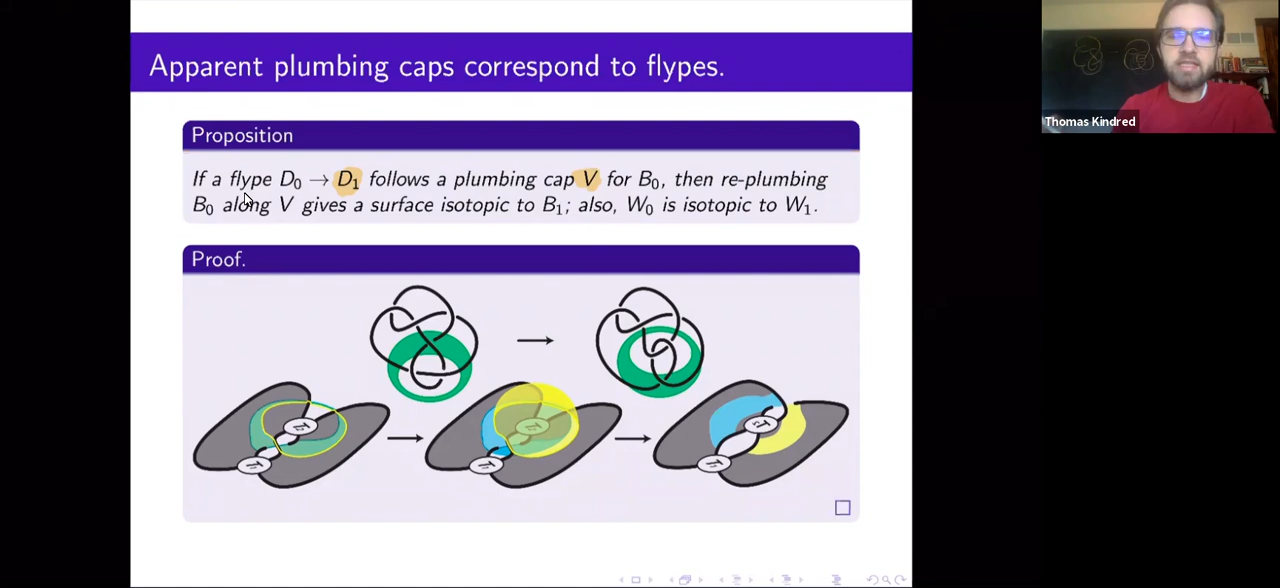 Apparent plumbing caps correspond to flypes.
Thomas Kindred
Proposition
If a flype D₀ → D₁ follows a plumbing cap V for B₀, then re-plumbing
B₀ along V gives a surface isotopic to B₁; also, W₀ is isotopic to W₁.
Proof.